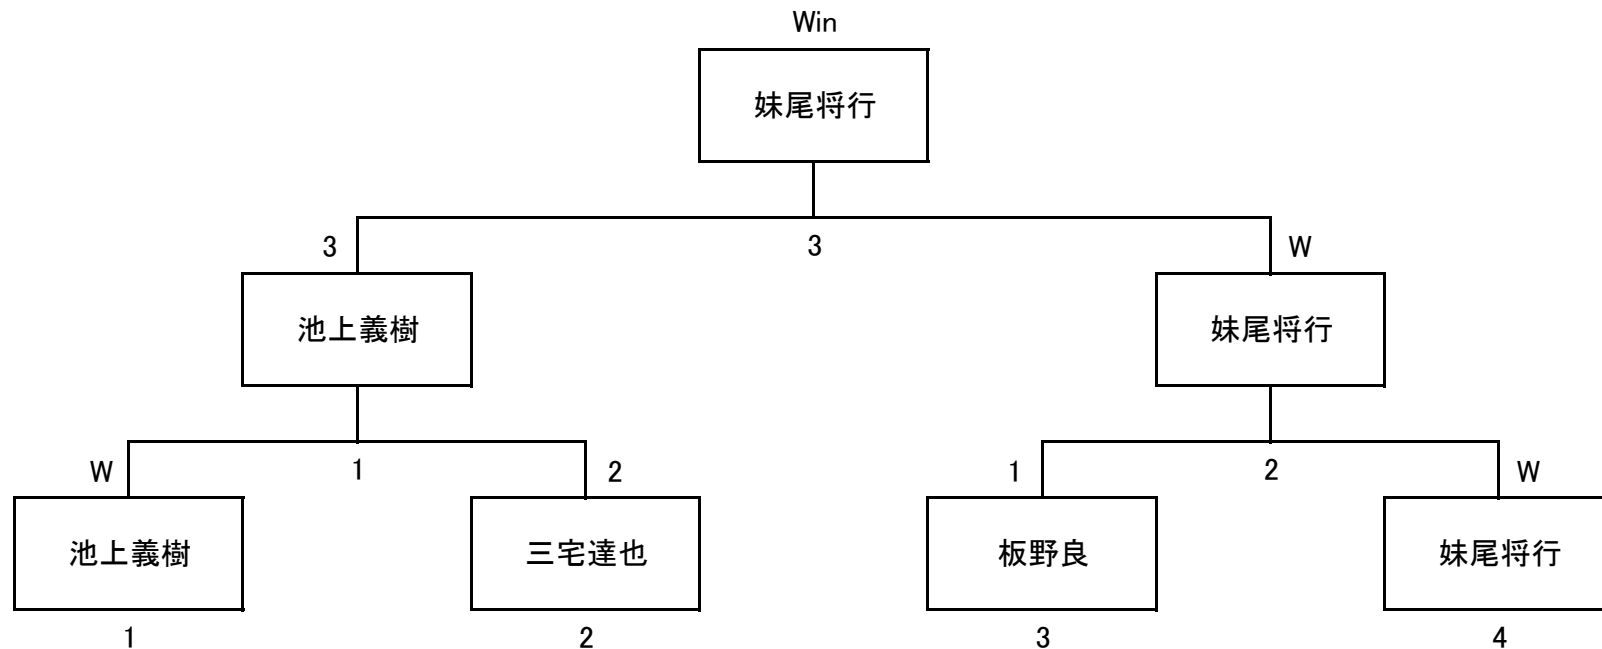 Win
妹尾将行
3 3 W
池上義樹 妹尾将行
W 1 2 1 2 W
池上義樹 三宅達也 板野良 妹尾将行
1 2 3 4